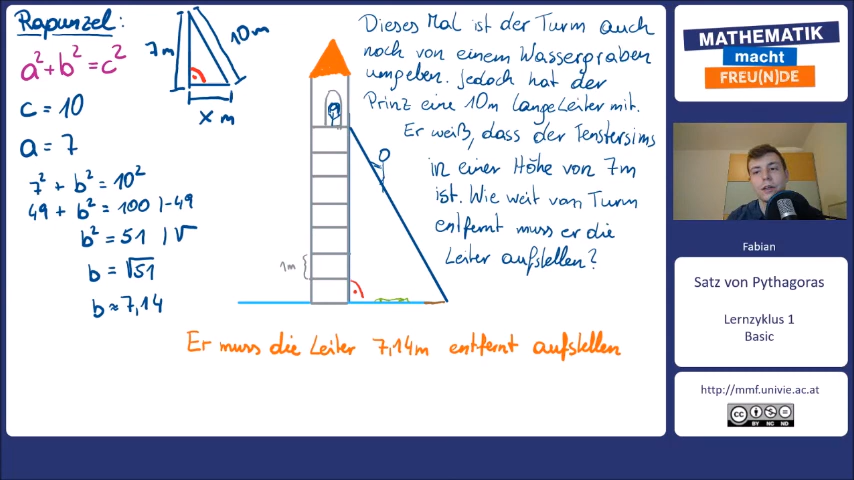 Rapunzel:
a² + b² = c²
c = 10
a = 7
7² + b² = 10²
49 + b² = 100 | -49
b² = 51 | √
b = √51
b ≈ 7,14
7m
10m
x m
1m
Dieses Mal ist der Turm auch
noch von einem Wassergraben
umgeben. Jedoch hat der
Prinz eine 10m lange Leiter mit.
Er weiß, dass der Fenstersims
in einer Höhe von 7m
ist. Wie weit vom Turm
entfernt muss er die
Leiter aufstellen?
Er muss die Leiter 7,14m entfernt aufstellen
MATHEMATIK
macht
FREU(N)DE
Fabian
Satz von Pythagoras
Lernzyklus 1
Basic
http://mmf.univie.ac.at
cc
BY NC ND